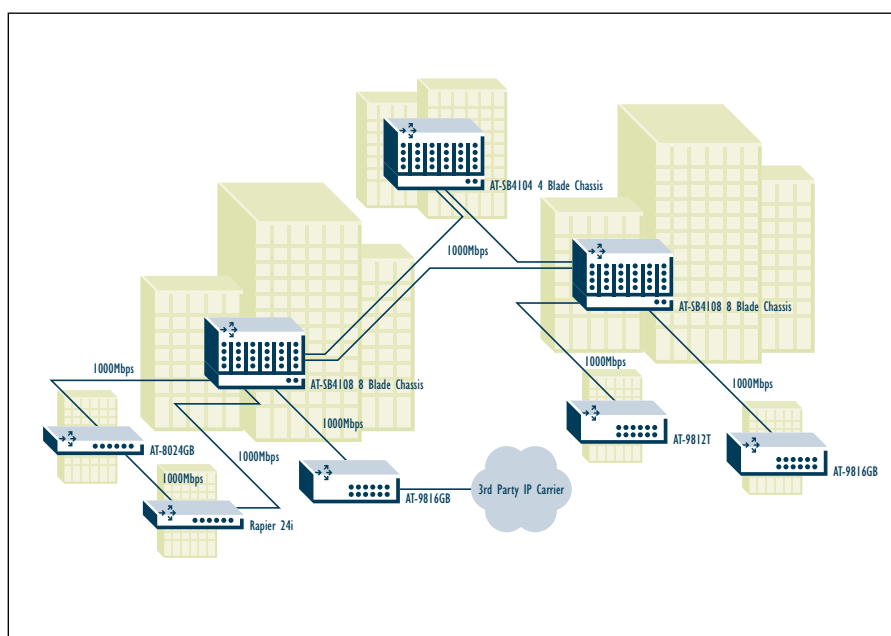 AT-SB4104 4 Blade Chassis
1000Mbps
AT-SB4108 8 Blade Chassis
1000Mbps
1000Mbps
AT-SB4108 8 Blade Chassis
1000Mbps
1000Mbps
AT-8024GB
AT-9812T
1000Mbps
AT-9816GB
1000Mbps
3rd Party IP Carrier
AT-9816GB
Rapier 24i